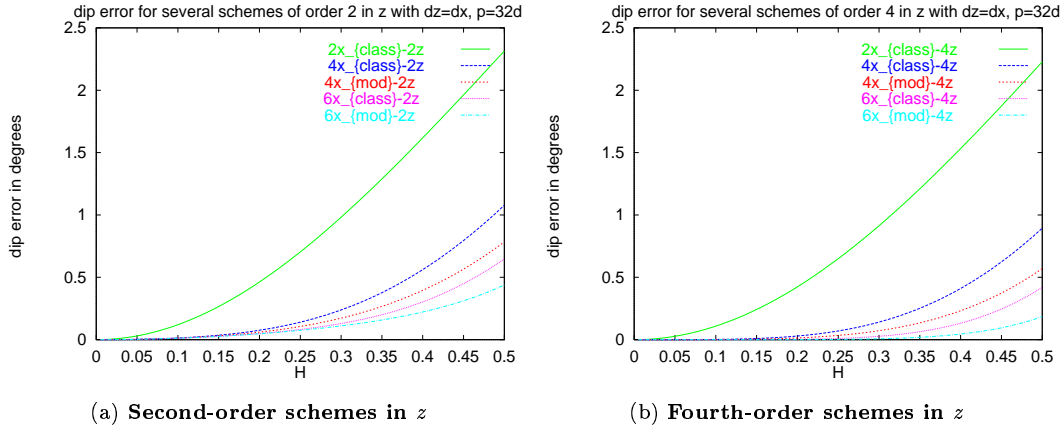 dip error for several schemes of order 2 in z with dz=dx, p=32d
2.5
2
1.5
1
0.5
0
dip error in degrees
2x_{class}-2z
4x_{class}-2z
4x_{mod}-2z
6x_{class}-2z
6x_{mod}-2z
0 0.05 0.1 0.15 0.2 0.25 0.3 0.35 0.4 0.45 0.5
H
(a) Second-order schemes in z
dip error for several schemes of order 4 in z with dz=dx, p=32d
2.5
2
1.5
1
0.5
0
dip error in degrees
2x_{class}-4z
4x_{class}-4z
4x_{mod}-4z
6x_{class}-4z
6x_{mod}-4z
0 0.05 0.1 0.15 0.2 0.25 0.3 0.35 0.4 0.45 0.5
H
(b) Fourth-order schemes in z